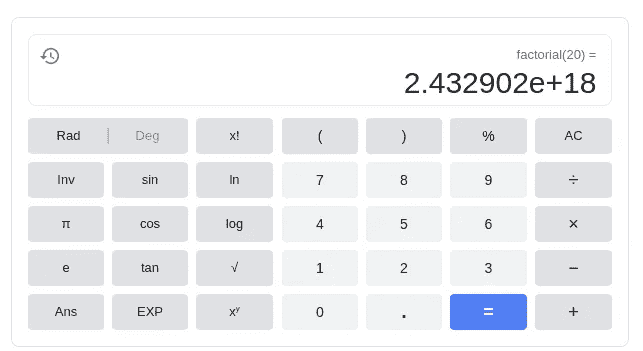 factorial(20) =
2.432902e+18
Rad Deg x! ( ) % AC
Inv sin ln 7 8 9 ÷
π cos log 4 5 6 ×
e tan √ 1 2 3 −
Ans EXP xʸ 0 . = +